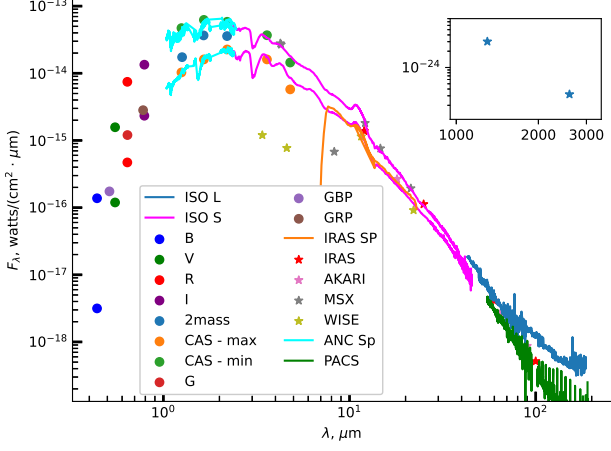 10⁻¹³
10⁻¹⁴
10⁻¹⁵
10⁻¹⁶
10⁻¹⁷
10⁻¹⁸
F_λ, watts/(cm² · μm)
10⁻²⁴
1000 2000 3000
ISO L
ISO S
B
V
R
I
2mass
CAS - max
CAS - min
G
GBP
GRP
IRAS SP
IRAS
AKARI
MSX
WISE
ANC Sp
PACS
10⁰ 10¹ 10²
λ, μm